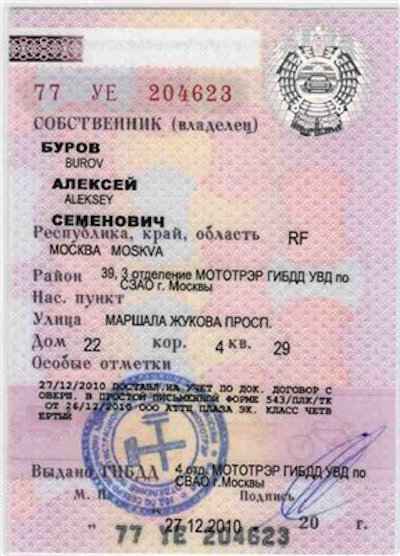 77 УЕ 204623
СОБСТВЕННИК (владелец)
БУРОВ
BUROV
АЛЕКСЕЙ
ALEKSEY
СЕМЕНОВИЧ
Республика, край, область RF
МОСКВА MOSKVA
Район 39, 3 отделение МОТОТРЭР ГИБДД УВД по
Нас. пункт СЗАО г. Москвы
Улица МАРШАЛА ЖУКОВА ПРОСП.
Дом 22 кор. 4 кв. 29
Особые отметки
27/12/2010 ПОСТАВЛ.НА УЧЕТ ПО ДОК. ДОГОВОР С
ОВЕРШ. В ПРОСТОЙ ПИСЬМЕННОЙ ФОРМЕ 543/ПЛК/ТК
ОТ 26/12/2010 ООО АТТЦ ПЛАЗА ЭК. КЛАСС ЧЕТВ
ЕРТЫЙ
Выдано ГИБДД 4 отд. МОТОТРЭР ГИБДД УВД по
СВАО г.Москвы
М. П. Подпись
" 27.12.2010 20 г.
77 УЕ 204623